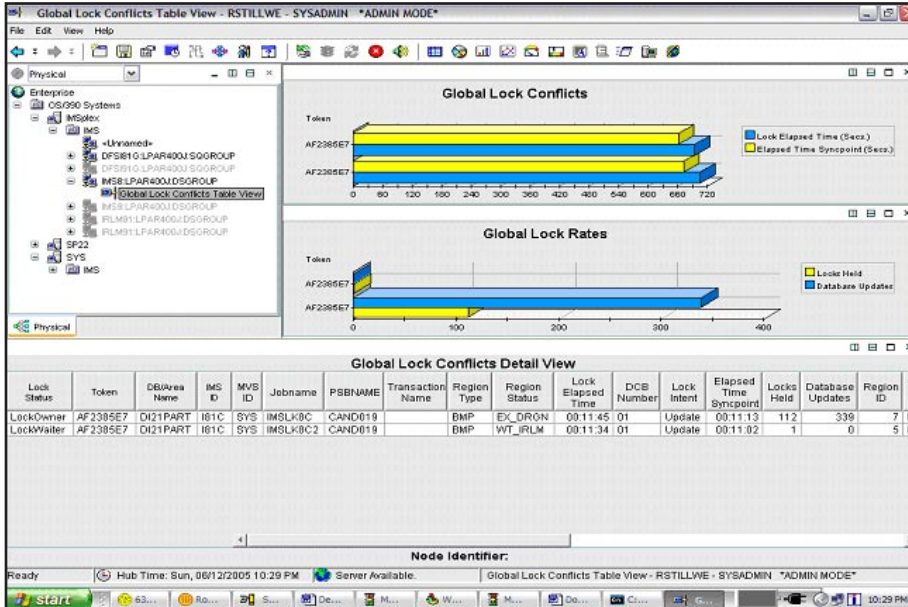 Global Lock Conflicts Table View - RSTILLWE - SYSADMIN *ADMIN MODE*
File Edit View Help
Physical
Enterprise
OS/390 Systems
IMSplex
IMS
«Unnamed»
DFSI81G:LPAR400J:SQGROUP
DFSI81G:LPAR400J:SQGROUP
IMS8:LPAR400J:DSGROUP
Global Lock Conflicts Table View
IMS8:LPAR400J:DSGROUP
IRLM91:LPAR400J:DSGROUP
IRLM91:LPAR400J:DSGROUP
SP22
SYS
IMS
Physical
Global Lock Conflicts
Token
AF2385E7
AF2385E7
0 60 120 180 240 300 360 420 480 540 600 660 720
Lock Elapsed Time (Secs.)
Elapsed Time Syncpoint (Secs.)
Global Lock Rates
Token
AF2385E7
AF2385E7
0 100 200 300 400
Locks Held
Database Updates
Global Lock Conflicts Detail View
Lock Status Token DB/Area Name IMS ID MVS ID Jobname PSBNAME Transaction Name Region Type Region Status Lock Elapsed Time DCB Number Lock Intent Elapsed Time Syncpoint Locks Held Database Updates Region ID
LockOwner AF2385E7 DI21PART I81C SYS IMSLK8C CAND019 BMP EX_DRGN 00:11:45 01 Update 00:11:13 112 339 7
LockWaiter AF2385E7 DI21PART I81C SYS IMSLK8C2 CAND019 BMP WT_IRLM 00:11:34 01 Update 00:11:02 1 0 5
Node Identifier:
Ready Hub Time: Sun, 06/12/2005 10:29 PM Server Available. Global Lock Conflicts Table View - RSTILLWE - SYSADMIN *ADMIN MODE*
start 63... Ro... S... De... M... W... M... Do... C:... G... 10:29 PM